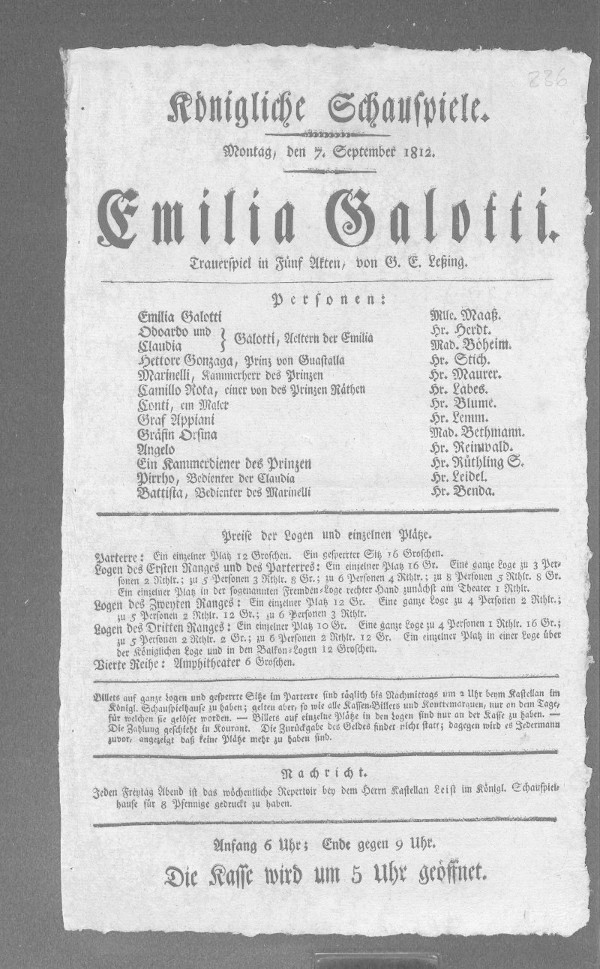 236
Königliche Schauspiele.
Montag, den 7. September 1812.
Emilia Galotti.
Trauerspiel in Fünf Akten, von G. E. Leßing.
Personen:
Emilia Galotti Mlle. Maaß.
Odoardo und } Galotti, Aeltern der Emilia Hr. Herdt.
Claudia Mad. Böheim.
Hettore Gonzaga, Prinz von Guastalla Hr. Stich.
Marinelli, Kammerherr des Prinzen Hr. Maurer.
Camillo Rota, einer von des Prinzen Räthen Hr. Labes.
Conti, ein Maler Hr. Blume.
Graf Appiani Hr. Lemm.
Gräfin Orsina Mad. Bethmann.
Angelo Hr. Reinwald.
Ein Kammerdiener des Prinzen Hr. Rüthling S.
Pirrho, Bedienter der Claudia Hr. Leidel.
Battista, Bedienter des Marinelli Hr. Benda.
Preise der Logen und einzelnen Plätze.
Parterre: Ein einzelner Platz 12 Groschen. Ein gesperrter Sitz 16 Groschen.
Logen des Ersten Ranges und des Parterres: Ein einzelner Platz 16 Gr. Eine ganze Loge zu 3 Per-
sonen 2 Rthlr.; zu 5 Personen 3 Rthlr. 8 Gr.; zu 6 Personen 4 Rthlr.; zu 8 Personen 5 Rthlr. 8 Gr.
Ein einzelner Platz in der sogenannten Fremden-Loge rechter Hand zunächst am Theater 1 Rthlr.
Logen des Zweyten Ranges: Ein einzelner Platz 12 Gr. Eine ganze Loge zu 4 Personen 2 Rthlr.;
zu 5 Personen 2 Rthlr. 12 Gr.; zu 6 Personen 3 Rthlr.
Logen des Dritten Ranges: Ein einzelner Platz 10 Gr. Eine ganze Loge zu 4 Personen 1 Rthlr. 16 Gr.;
zu 5 Personen 2 Rthlr. 2 Gr.; zu 6 Personen 2 Rthlr. 12 Gr. Ein einzelner Platz in einer Loge über
der Königlichen Loge und in den Balkon-Logen 12 Groschen.
Vierte Reihe: Amphitheater 6 Groschen.
Billets auf ganze Logen und gesperrte Sitze im Parterre sind täglich bis Nachmittags um 2 Uhr beym Kastellan im
Königl. Schauspielhause zu haben; gelten aber, so wie alle Kassen-Billets und Kontremarquen, nur an dem Tage,
für welchen sie gelöset worden. — Billets auf einzelne Plätze in den Logen sind nur an der Kasse zu haben. —
Die Zahlung geschieht in Kourant. Die Zurückgabe des Geldes findet nicht statt; dagegen wird es Jedermann
zuvor, angezeigt daß keine Plätze mehr zu haben sind.
Nachricht.
Jeden Freytag Abend ist das wöchentliche Repertoir bey dem Herrn Kastellan Leist im Königl. Schauspiel-
hause für 8 Pfennige gedruckt zu haben.
Anfang 6 Uhr; Ende gegen 9 Uhr.
Die Kasse wird um 5 Uhr geöffnet.